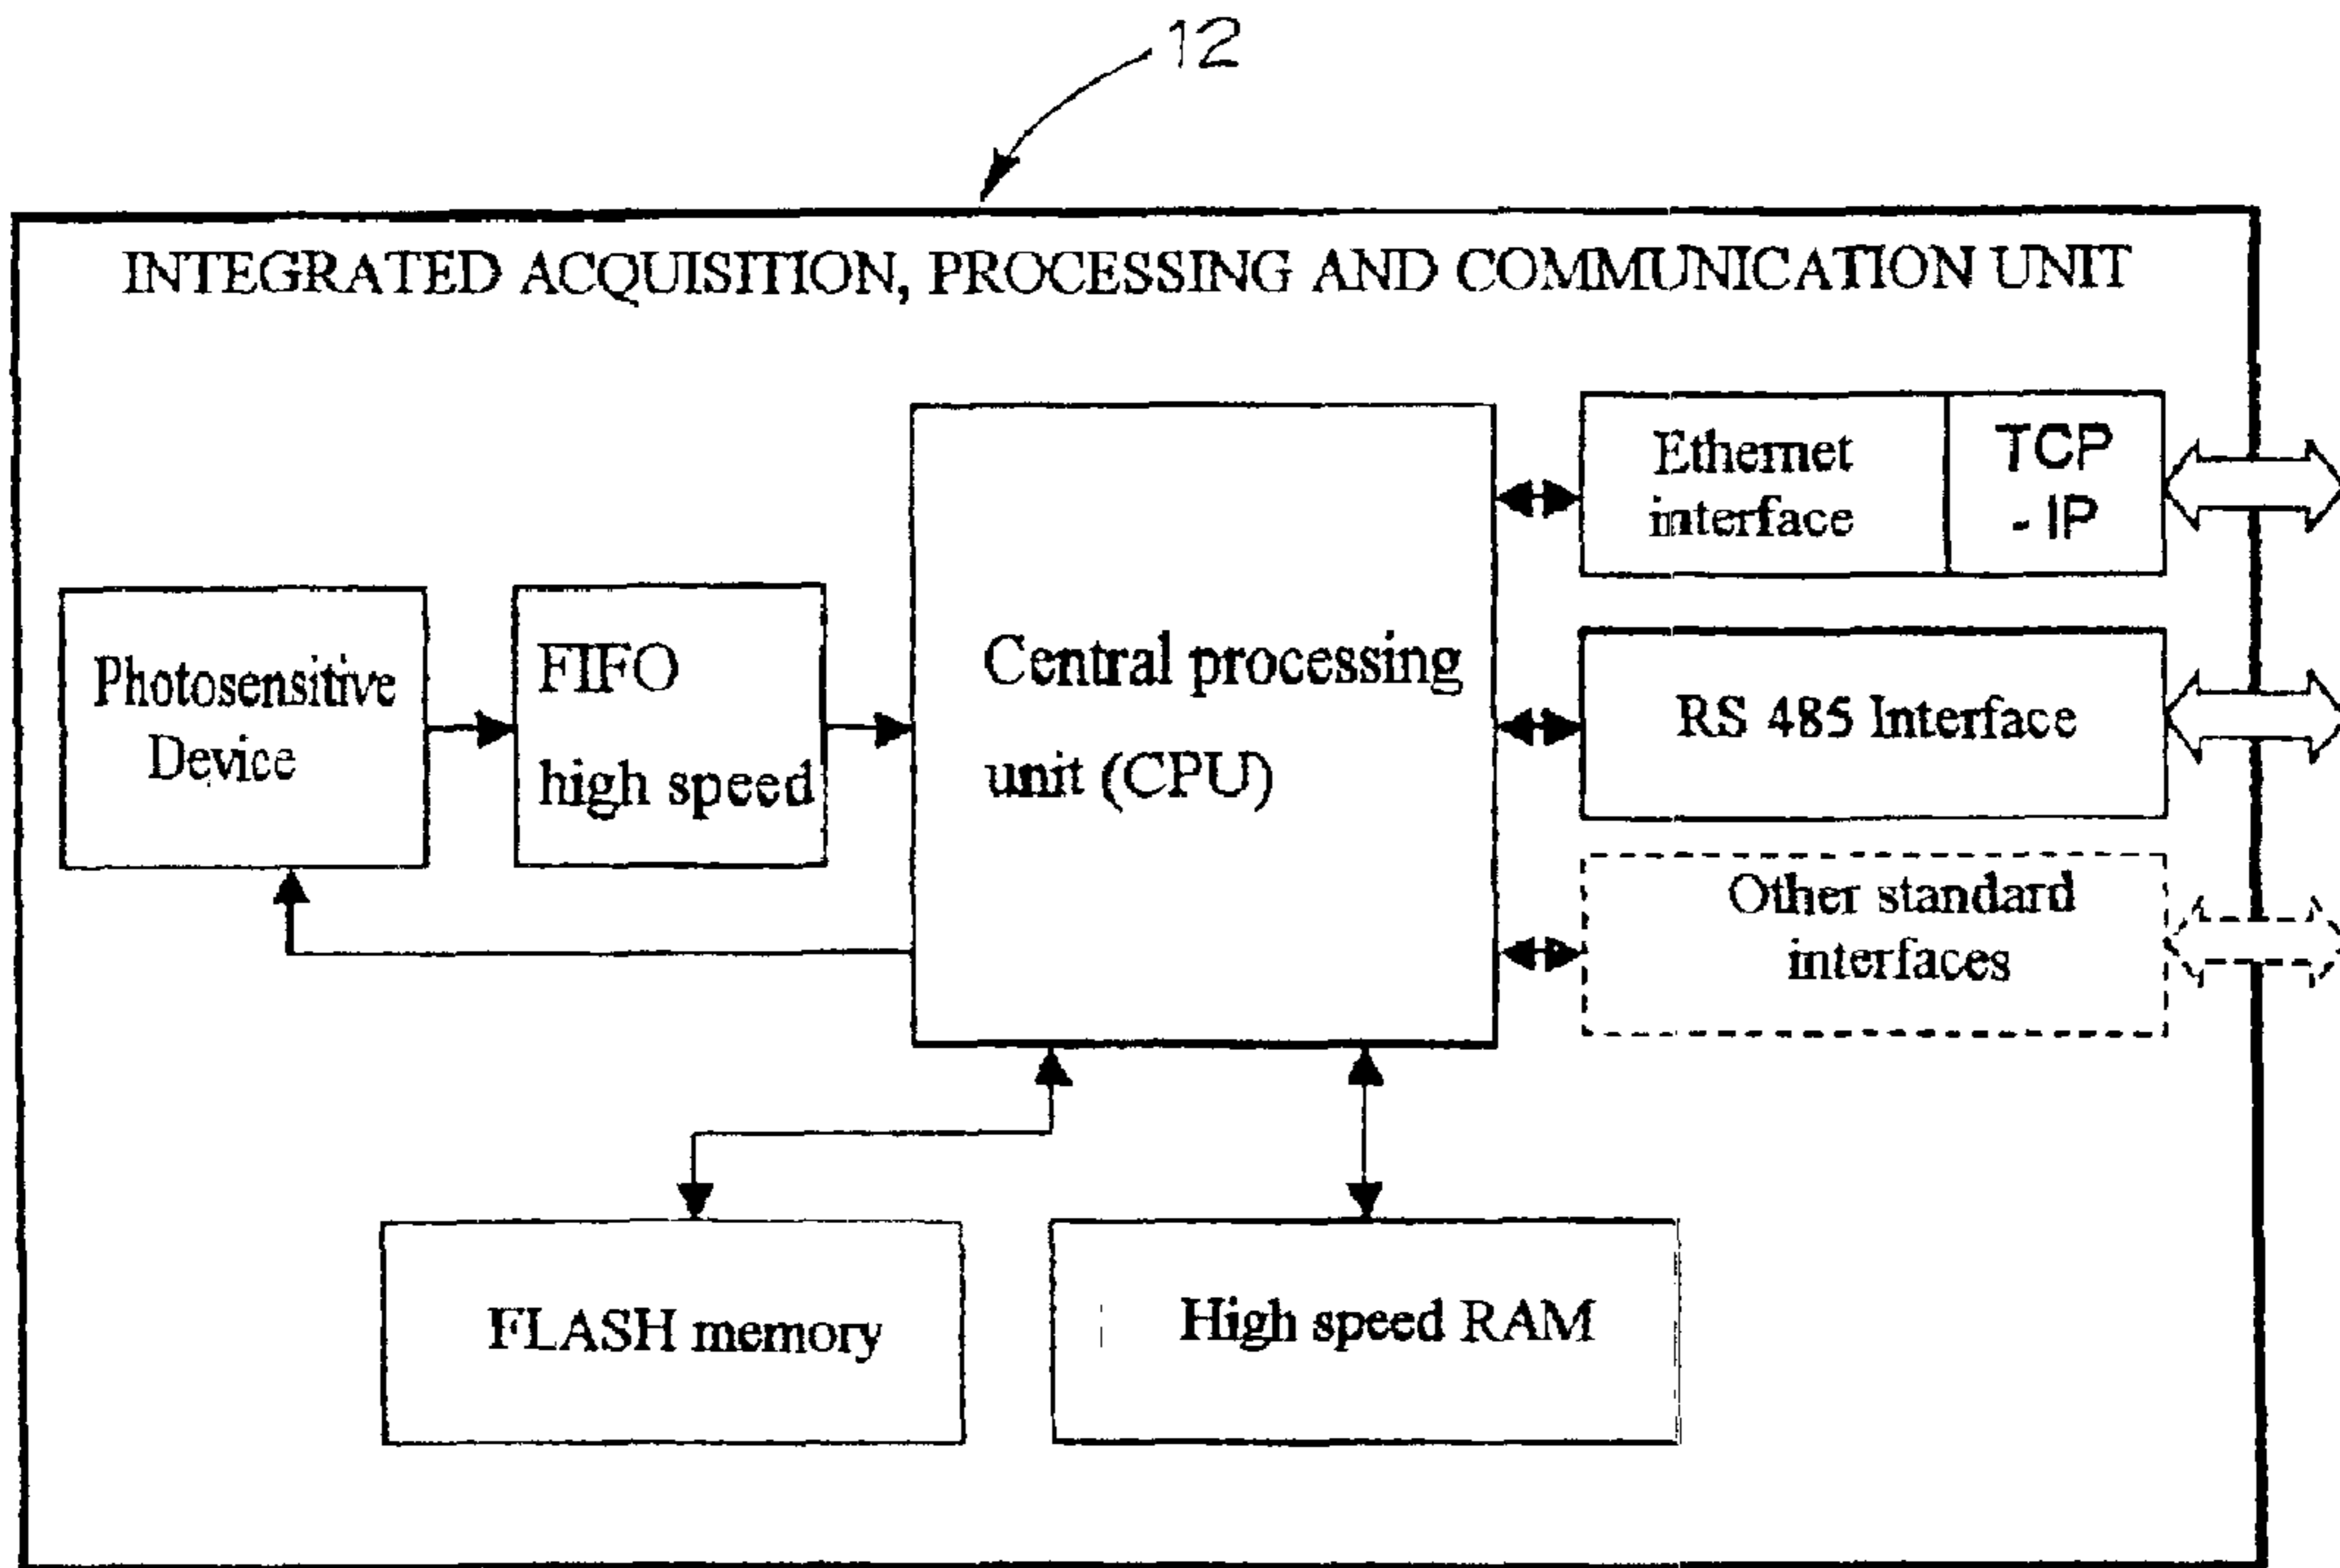 12
INTEGRATED ACQUISITION, PROCESSING AND COMMUNICATION UNIT
Photosensitive
Device
FIFO
high speed
Central processing
unit (CPU)
Ethernet
interface
TCP
- IP
RS 485 Interface
Other standard
interfaces
FLASH memory
High speed RAM